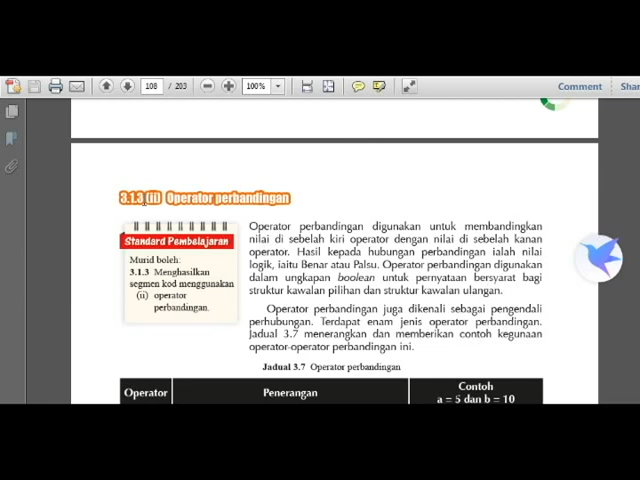 108 / 203
100%
Comment
3.1.3 (ii) Operator perbandingan
Standard Pembelajaran
Murid boleh:
3.1.3 Menghasilkan
segmen kod menggunakan
(ii) operator
perbandingan.
Operator perbandingan digunakan untuk membandingkan
nilai di sebelah kiri operator dengan nilai di sebelah kanan
operator. Hasil kepada hubungan perbandingan ialah nilai
logik, iaitu Benar atau Palsu. Operator perbandingan digunakan
dalam ungkapan boolean untuk pernyataan bersyarat bagi
struktur kawalan pilihan dan struktur kawalan ulangan.
Operator perbandingan juga dikenali sebagai pengendali
perhubungan. Terdapat enam jenis operator perbandingan.
Jadual 3.7 menerangkan dan memberikan contoh kegunaan
operator-operator perbandingan ini.
Jadual 3.7 Operator perbandingan
Operator Penerangan Contoh
a = 5 dan b = 10